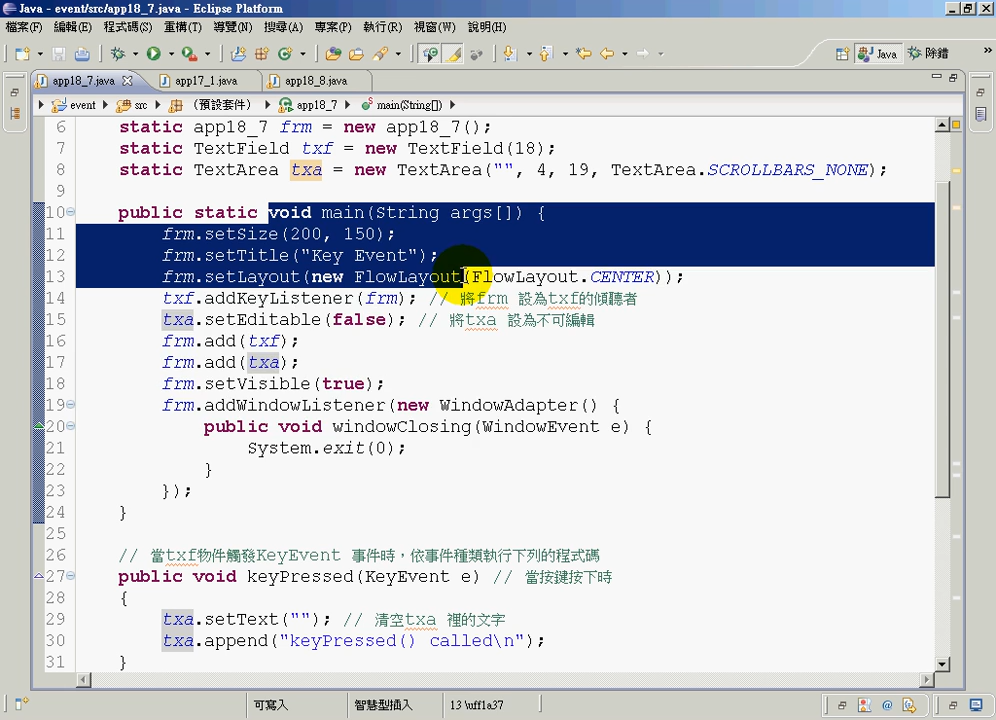 Java - event/src/app18_7.java - Eclipse Platform
檔案(F) 編輯(E) 程式碼(S) 重構(T) 導覽(N) 搜尋(A) 專案(P) 執行(R) 視窗(W) 說明(H)
Java 除錯 »
app18_7.java app17_1.java app18_8.java
event src (預設套件) app18_7 main(String[])
6 static app18_7 frm = new app18_7();
7 static TextField txf = new TextField(18);
8 static TextArea txa = new TextArea("", 4, 19, TextArea.SCROLLBARS_NONE);
9
10 public static void main(String args[]) {
11 frm.setSize(200, 150);
12 frm.setTitle("Key Event");
13 frm.setLayout(new FlowLayout(FlowLayout.CENTER));
14 txf.addKeyListener(frm); // 將frm 設為txf的傾聽者
15 txa.setEditable(false); // 將txa 設為不可編輯
16 frm.add(txf);
17 frm.add(txa);
18 frm.setVisible(true);
19 frm.addWindowListener(new WindowAdapter() {
20 public void windowClosing(WindowEvent e) {
21 System.exit(0);
22 }
23 });
24 }
25
26 // 當txf物件觸發KeyEvent 事件時，依事件種類執行下列的程式碼
27 public void keyPressed(KeyEvent e) // 當按鍵按下時
28 {
29 txa.setText(""); // 清空txa 裡的文字
30 txa.append("keyPressed() called\n");
31 }
可寫入 智慧型插入 13 \uff1a37